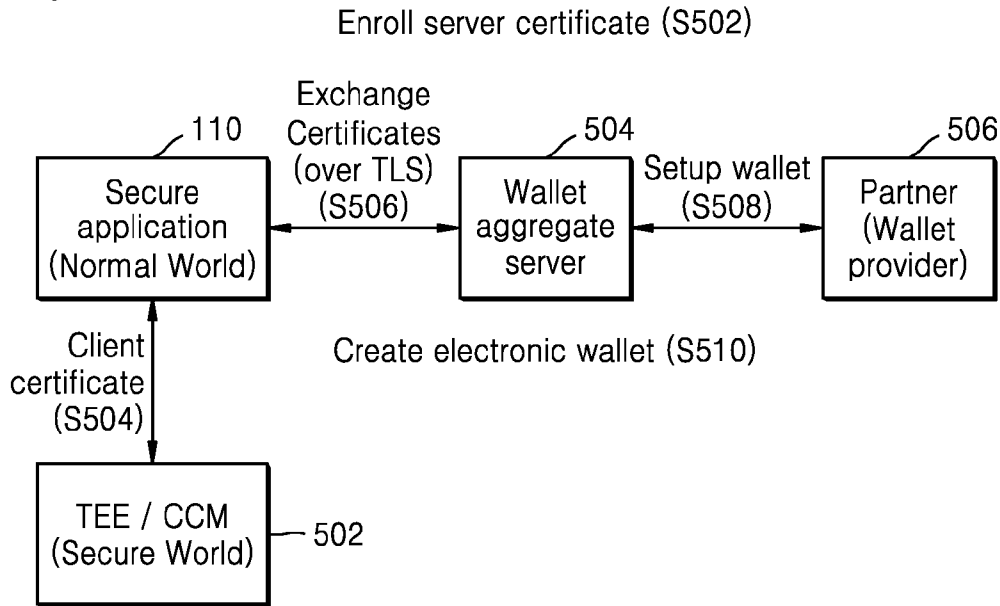 Enroll server certificate (S502)
Exchange
Certificates
(over TLS)
(S506)
110
504
506
Secure
application
(Normal World)
Wallet
aggregate
server
Setup wallet
(S508)
Partner
(Wallet
provider)
Client
certificate
(S504)
Create electronic wallet (S510)
TEE / CCM
(Secure World)
502